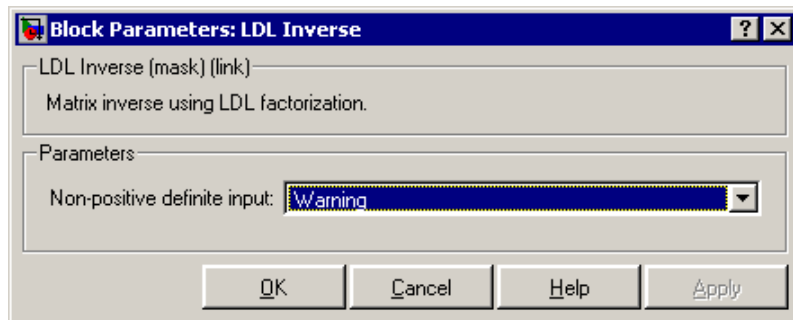 Block Parameters: LDL Inverse
LDL Inverse (mask) (link)
Matrix inverse using LDL factorization.
Parameters
Non-positive definite input: Warning
OK Cancel Help Apply